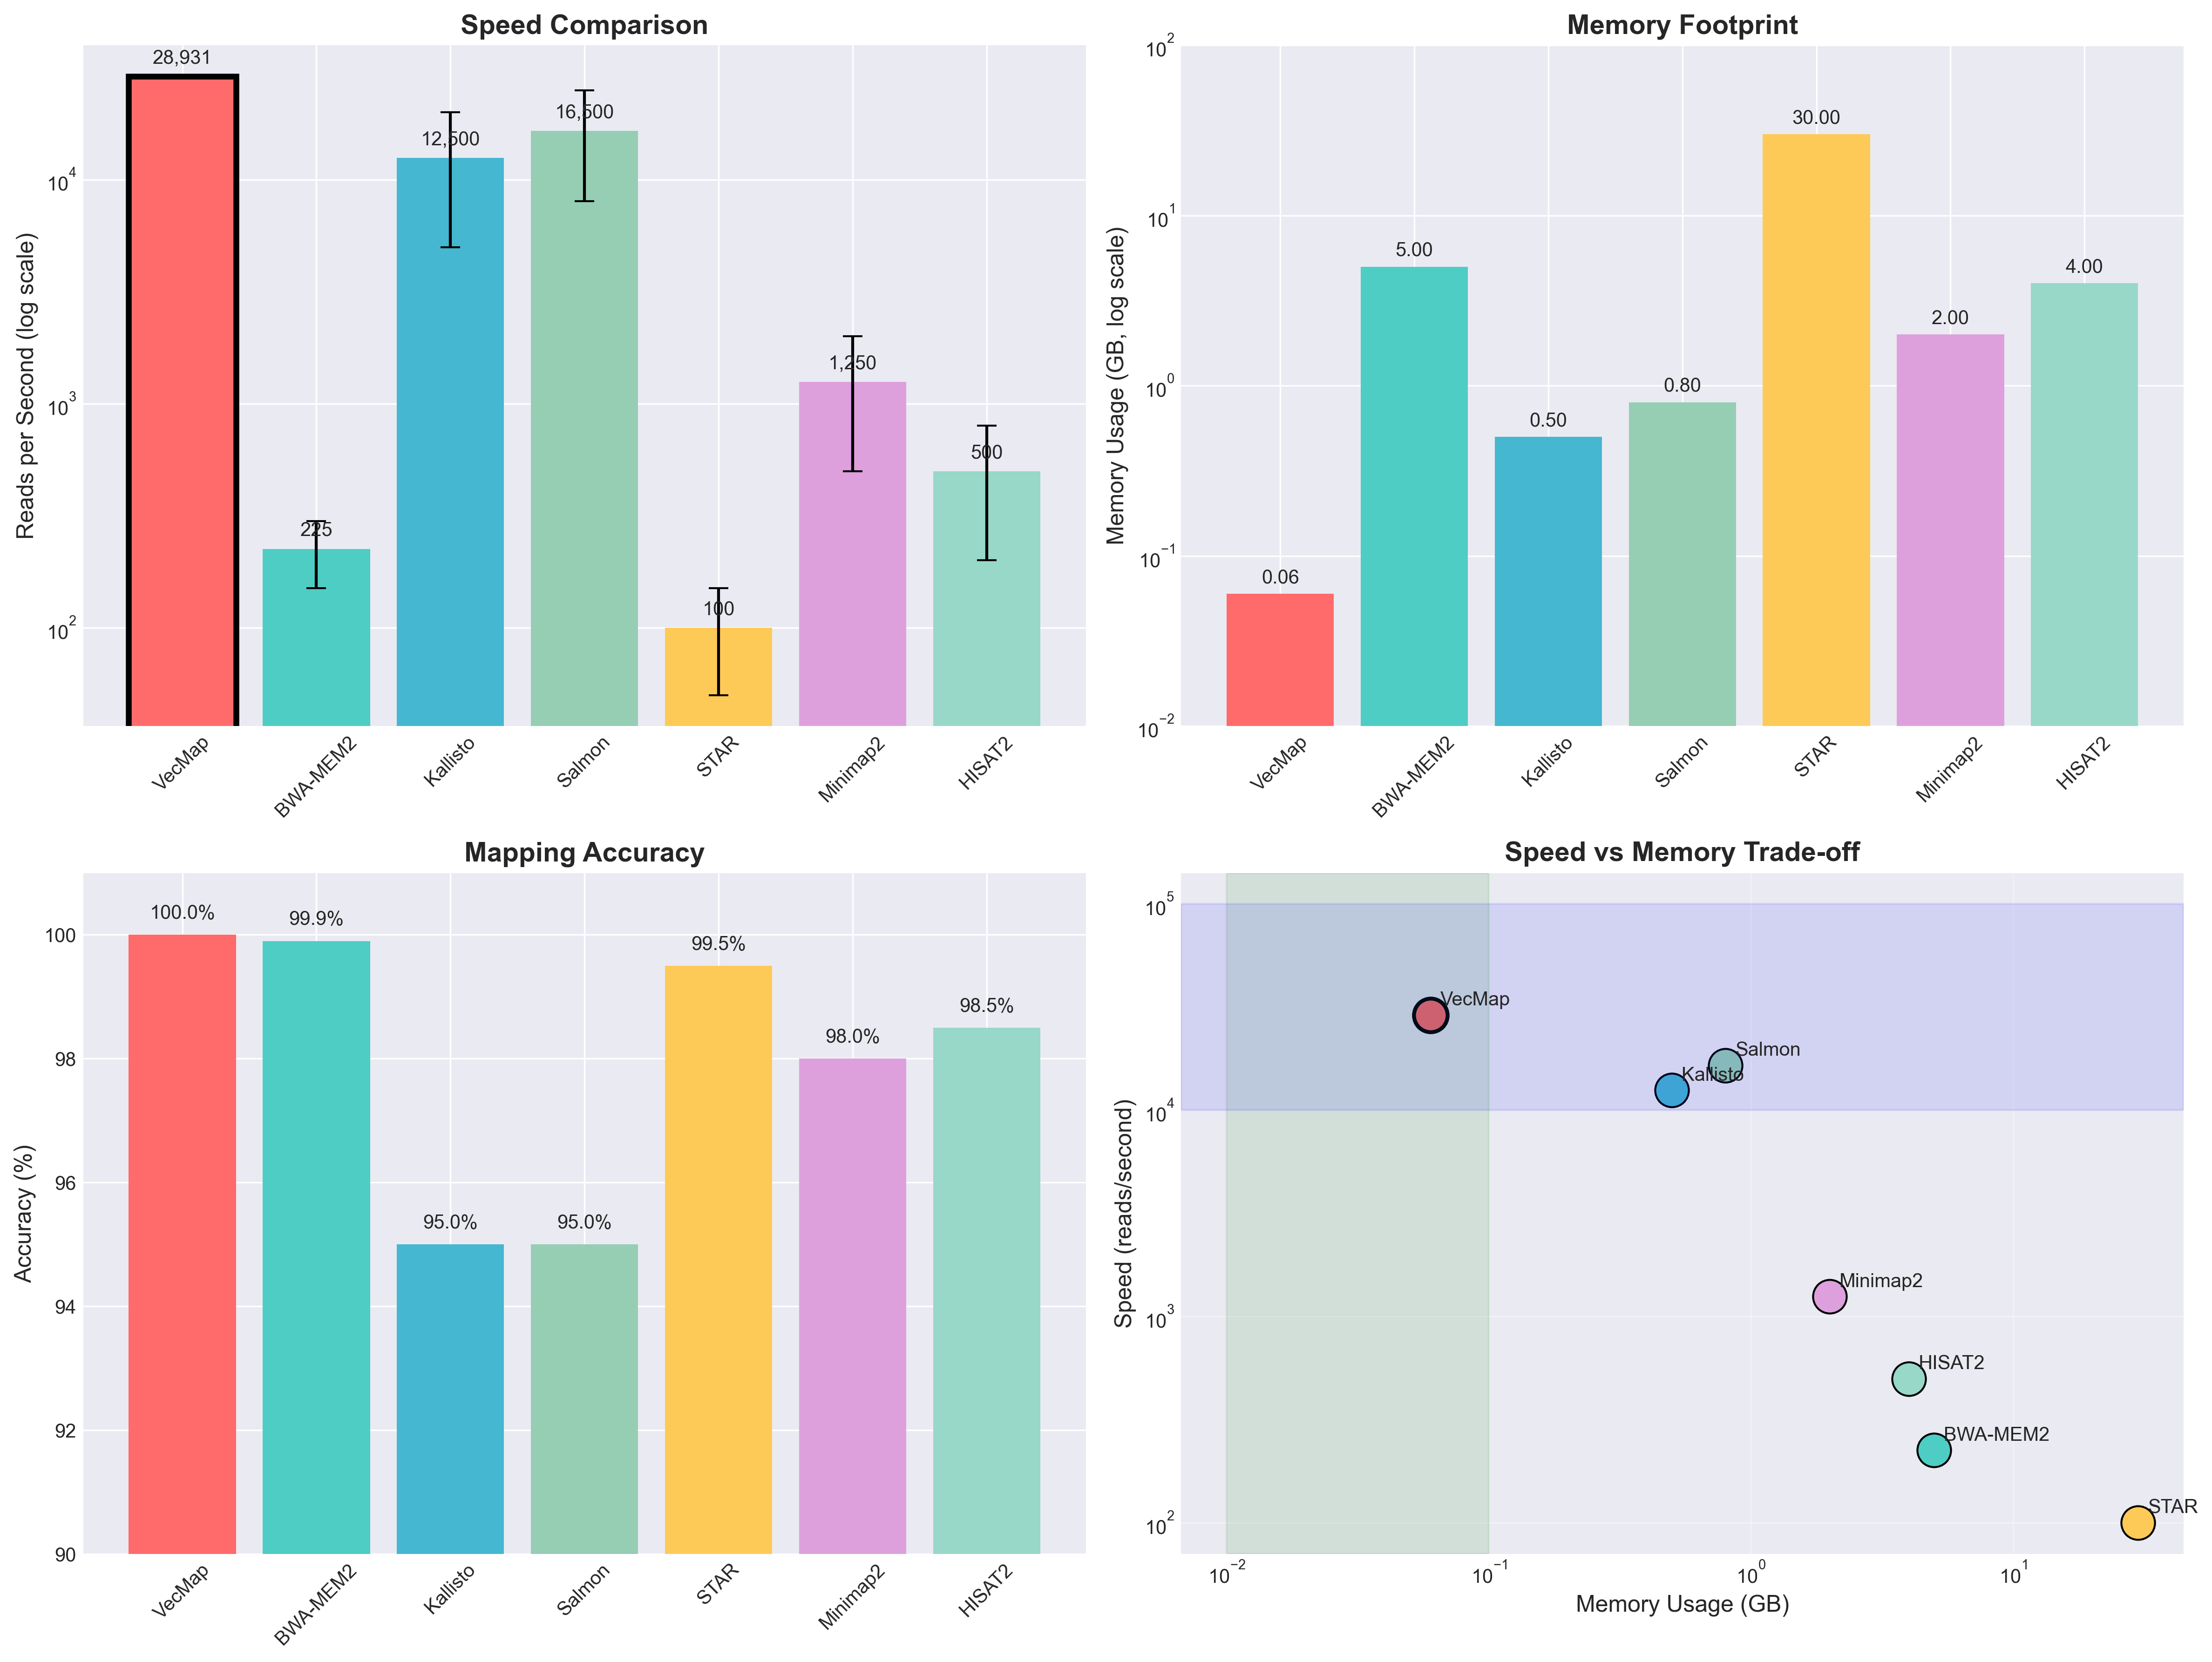 Speed Comparison
Reads per Second (log scale)
10^4
10^3
10^2
28,931
225
12,500
16,500
100
1,250
500
VecMap
BWA-MEM2
Kallisto
Salmon
STAR
Minimap2
HISAT2
Memory Footprint
Memory Usage (GB, log scale)
10^2
10^1
10^0
10^−1
10^−2
0.06
5.00
0.50
0.80
30.00
2.00
4.00
VecMap
BWA-MEM2
Kallisto
Salmon
STAR
Minimap2
HISAT2
Mapping Accuracy
Accuracy (%)
100
98
96
94
92
90
100.0%
99.9%
95.0%
95.0%
99.5%
98.0%
98.5%
VecMap
BWA-MEM2
Kallisto
Salmon
STAR
Minimap2
HISAT2
Speed vs Memory Trade-off
Speed (reads/second)
10^5
10^4
10^3
10^2
VecMap
Salmon
Kallisto
Minimap2
HISAT2
BWA-MEM2
STAR
10^−2
10^−1
10^0
10^1
Memory Usage (GB)